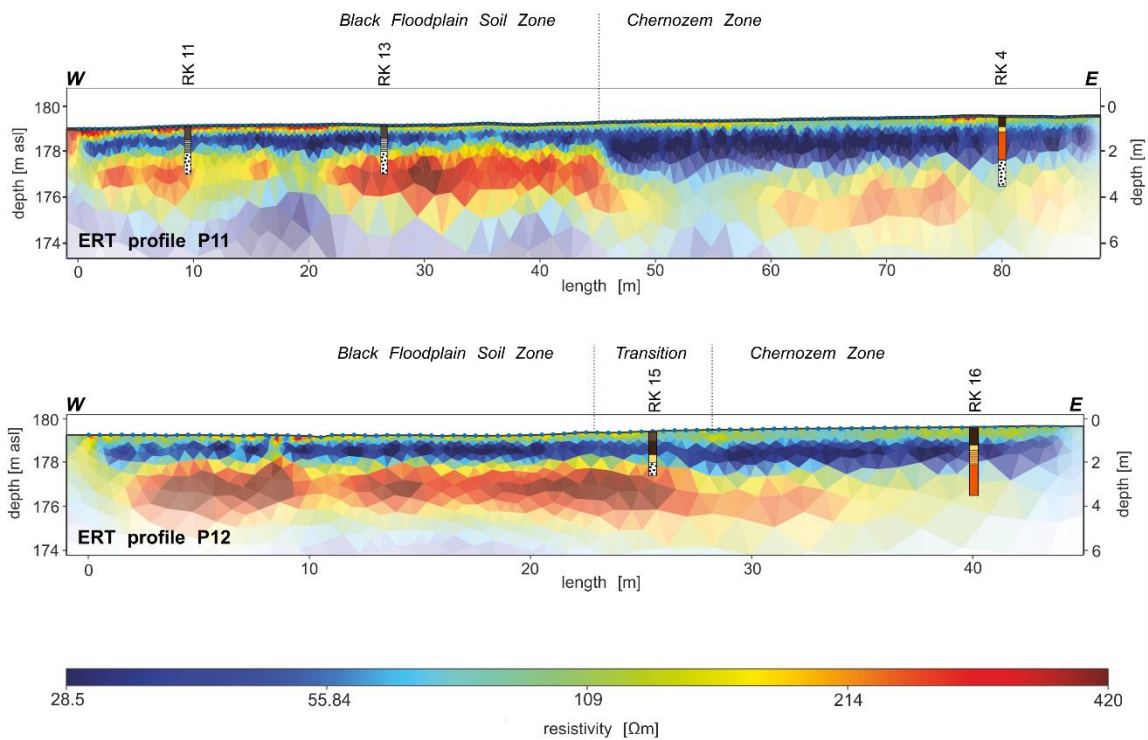 Black Floodplain Soil Zone Chernozem Zone
RK 11 RK 13 RK 4
W E
180 0
178 2
176 4
174 6
depth [m asl] depth [m]
ERT profile P11
0 10 20 30 40 50 60 70 80
length [m]
Black Floodplain Soil Zone Transition Chernozem Zone
RK 15 RK 16
W E
180 0
178 2
176 4
174 6
depth [m asl] depth [m]
ERT profile P12
0 10 20 30 40
length [m]
28.5 55.84 109 214 420
resistivity [Ωm]